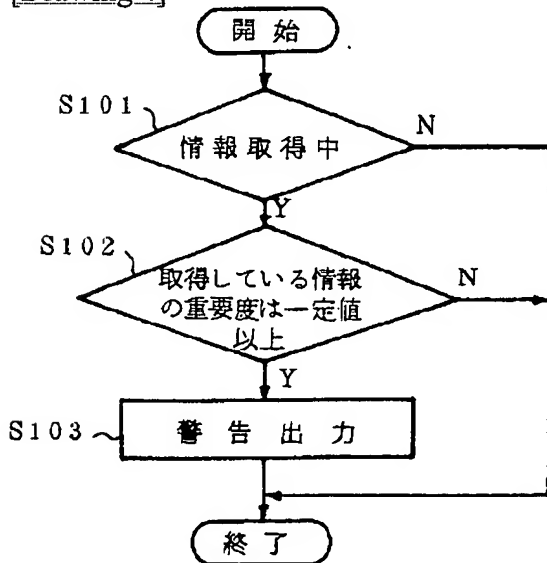 開始
S101
情報取得中
N
Y
S102
取得している情報
の重要度は一定値
以上
N
Y
S103
警告出力
終了